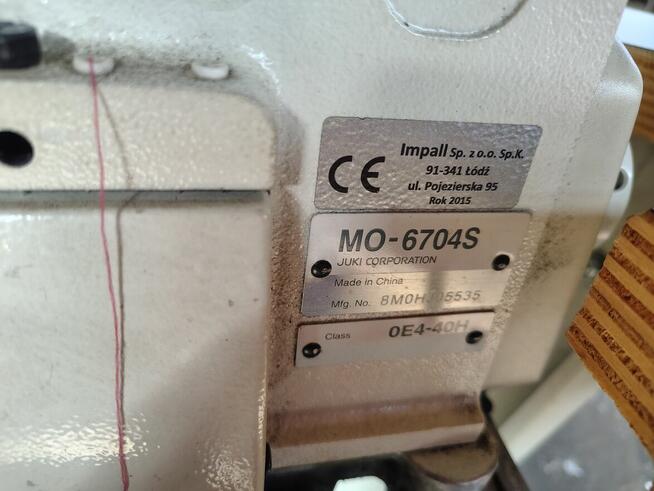 CE
Impall Sp. z o.o. Sp.K.
91-341 Łódź
ul. Pojezierska 95
Rok 2015
MO-6704S
JUKI CORPORATION
Made in China
Mfg. No. 8M0HJ05535
Class 0E4-40H